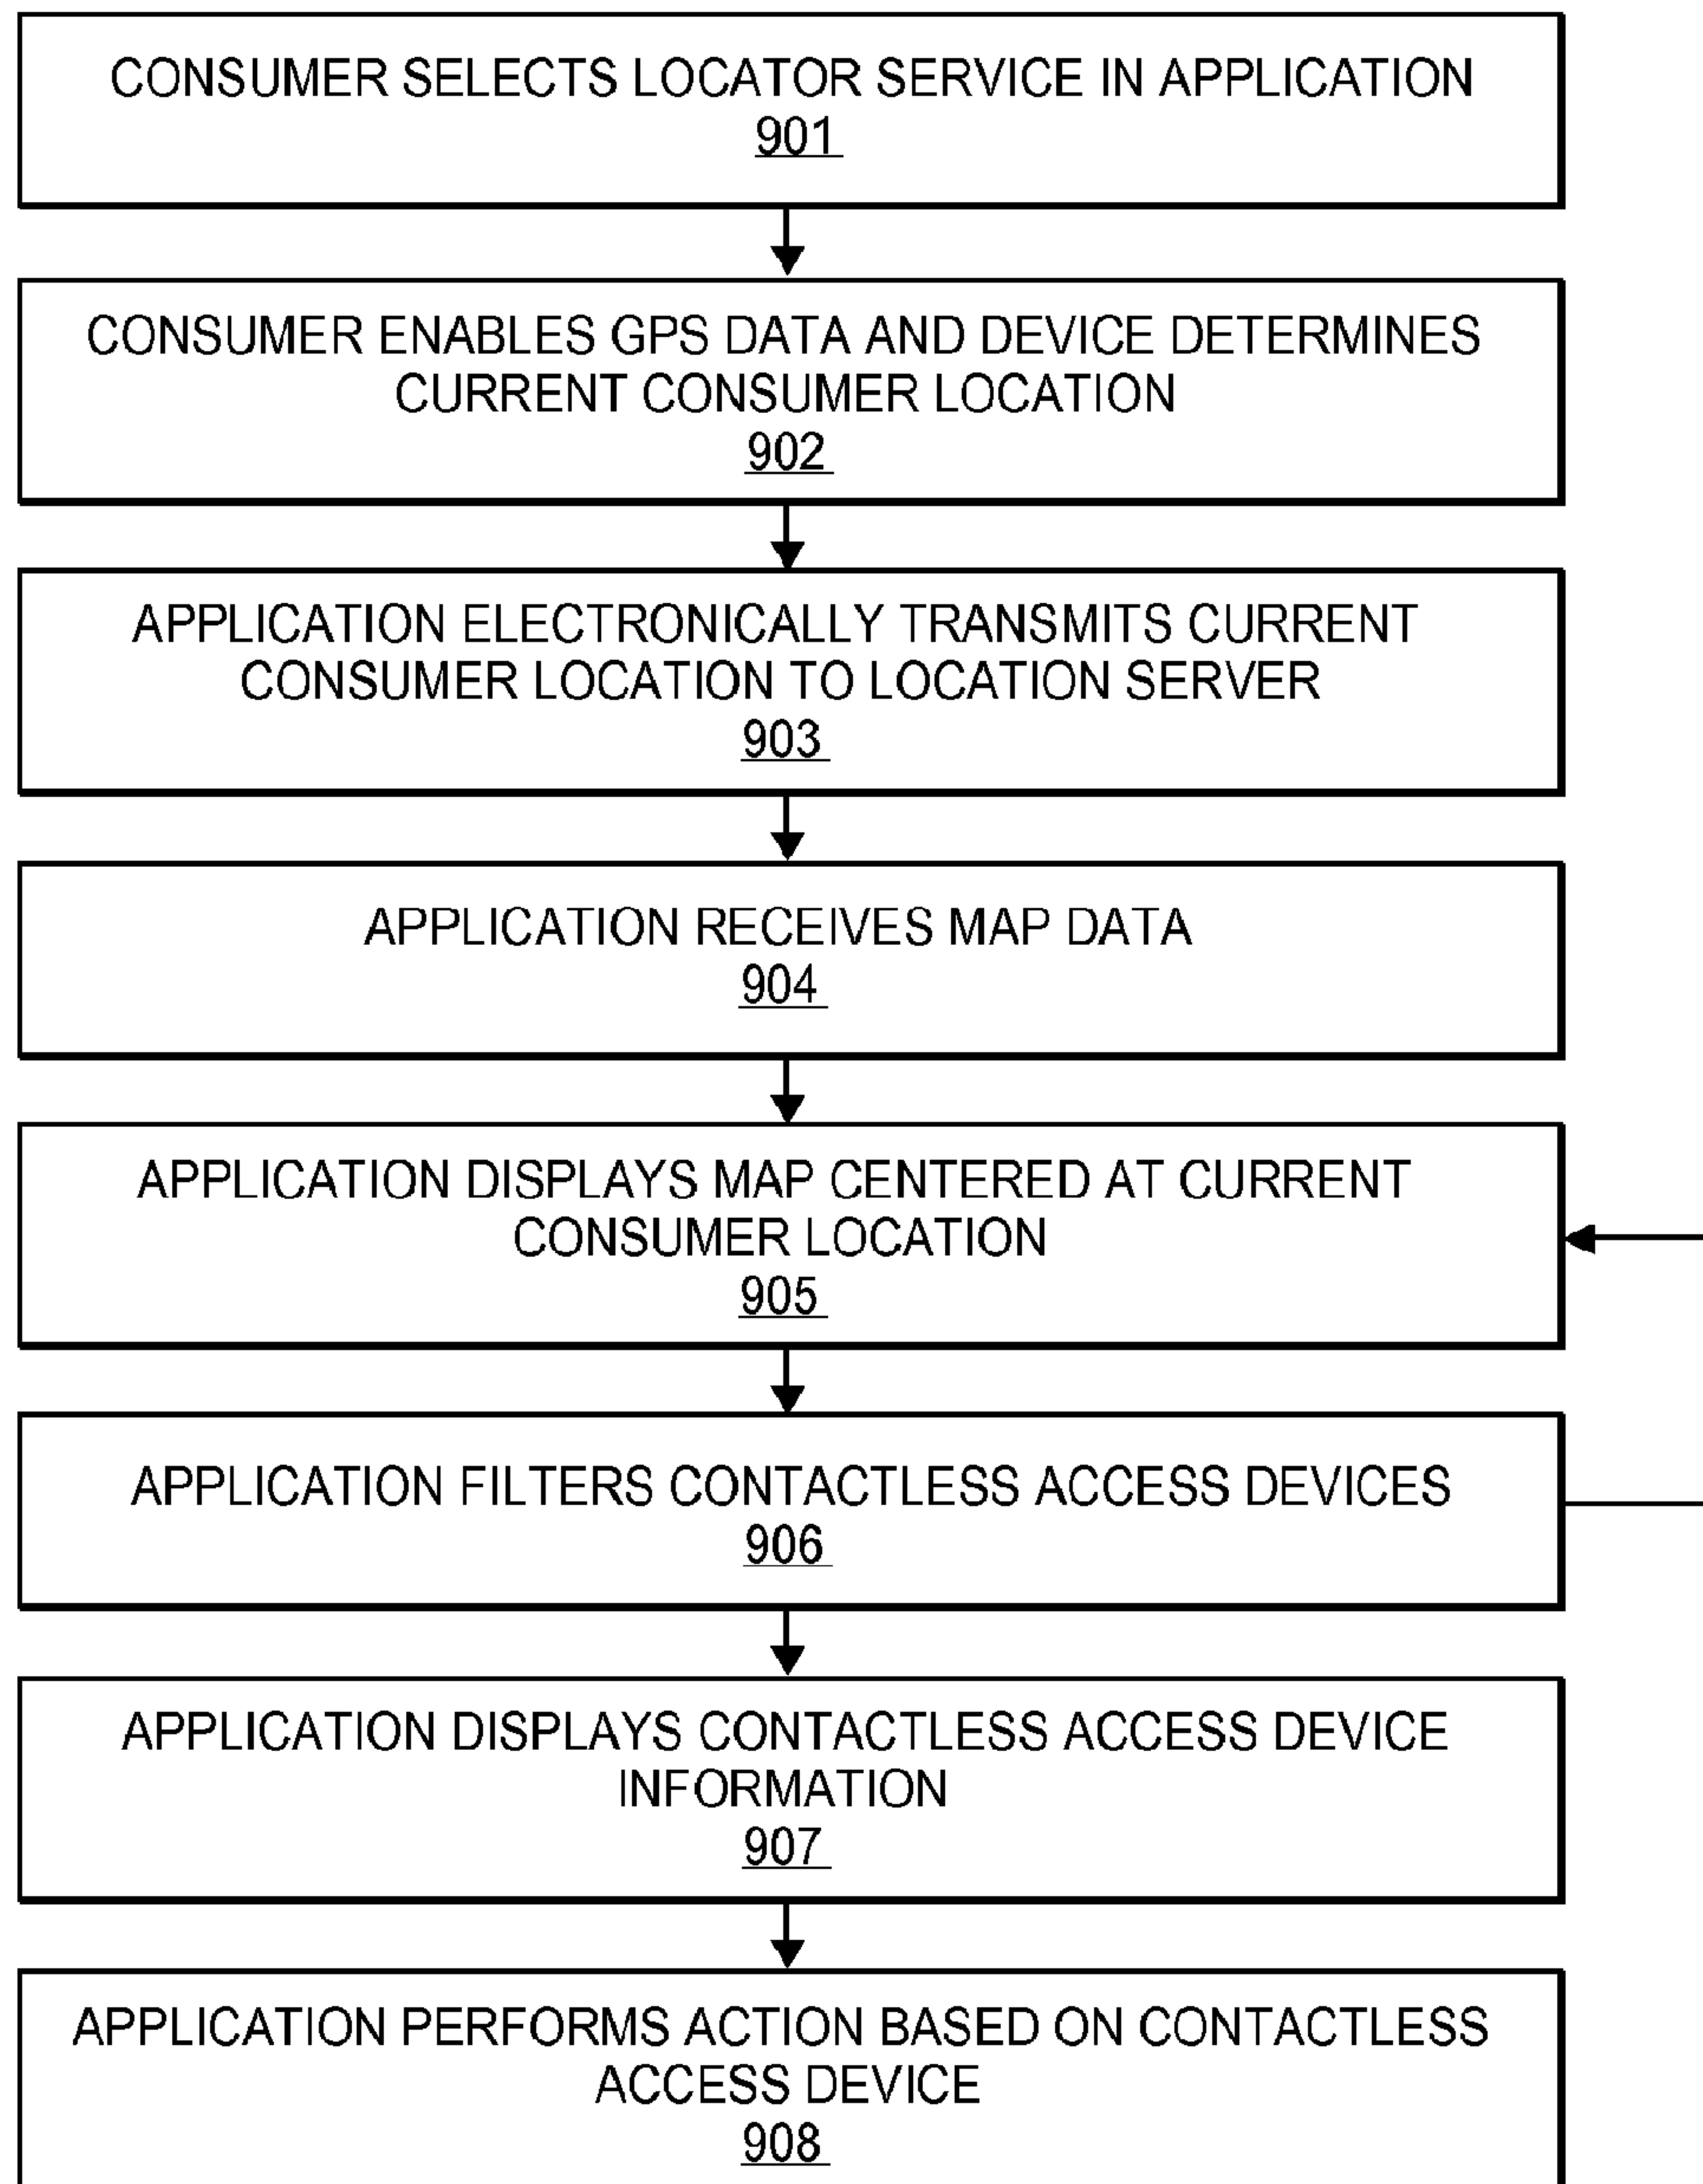 CONSUMER SELECTS LOCATOR SERVICE IN APPLICATION
901
CONSUMER ENABLES GPS DATA AND DEVICE DETERMINES
CURRENT CONSUMER LOCATION
902
APPLICATION ELECTRONICALLY TRANSMITS CURRENT
CONSUMER LOCATION TO LOCATION SERVER
903
APPLICATION RECEIVES MAP DATA
904
APPLICATION DISPLAYS MAP CENTERED AT CURRENT
CONSUMER LOCATION
905
APPLICATION FILTERS CONTACTLESS ACCESS DEVICES
906
APPLICATION DISPLAYS CONTACTLESS ACCESS DEVICE
INFORMATION
907
APPLICATION PERFORMS ACTION BASED ON CONTACTLESS
ACCESS DEVICE
908